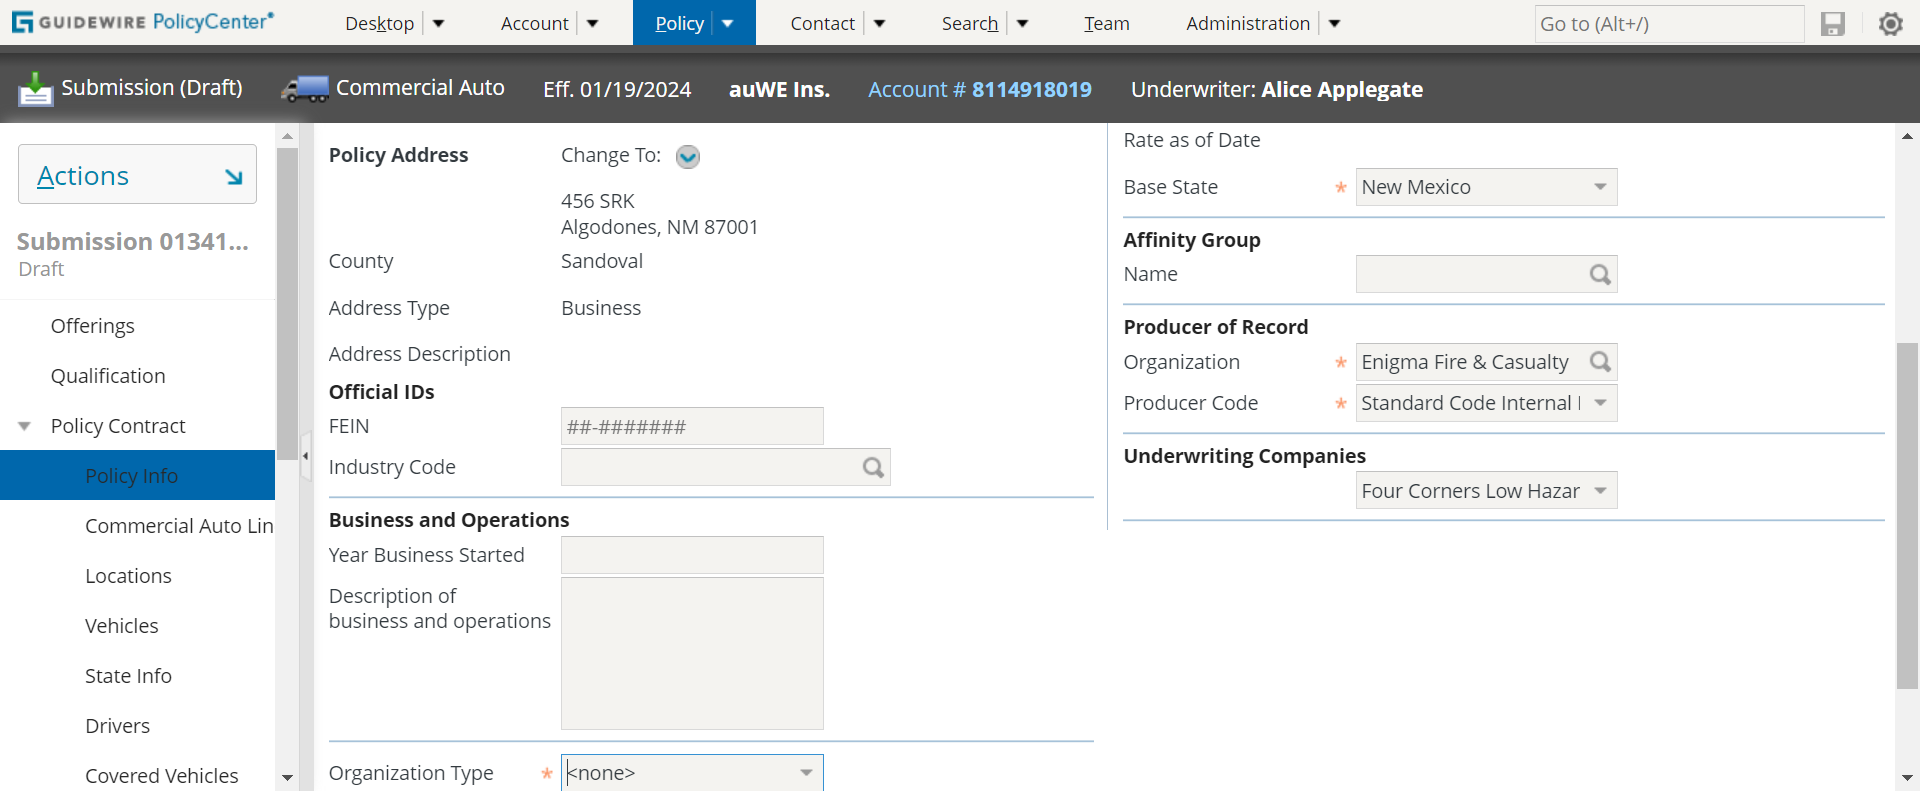 GUIDEWIRE PolicyCenter®
Desktop
Account
Policy
Contact
Search
Team
Administration
Go to (Alt+/)
Submission (Draft)
Commercial Auto
Eff. 01/19/2024
auWE Ins.
Account # 8114918019
Underwriter: Alice Applegate
Actions
Submission 01341...
Draft
Offerings
Qualification
Policy Contract
Policy Info
Commercial Auto Lin
Locations
Vehicles
State Info
Drivers
Covered Vehicles
Policy Address
Change To:
456 SRK
Algodones, NM 87001
County
Sandoval
Address Type
Business
Address Description
Official IDs
FEIN
##-#######
Industry Code
Business and Operations
Year Business Started
Description of
business and operations
Organization Type *
<none>
Rate as of Date
Base State *
New Mexico
Affinity Group
Name
Producer of Record
Organization *
Enigma Fire & Casualty
Producer Code *
Standard Code Internal
Underwriting Companies
Four Corners Low Hazar